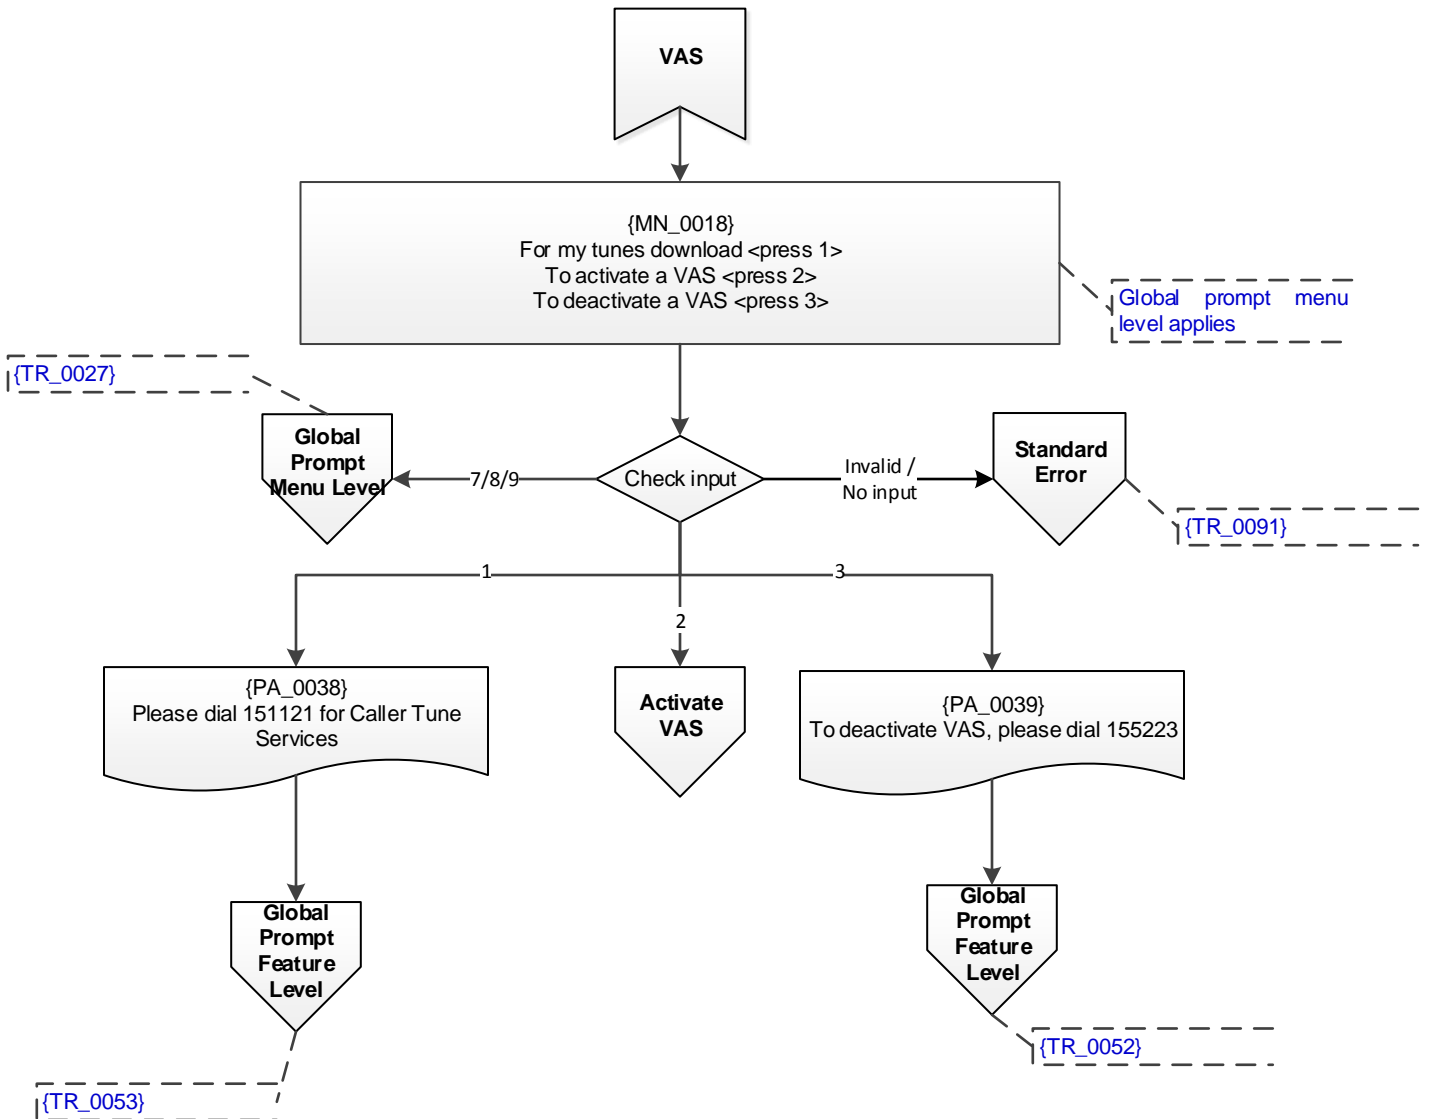 VAS
{MN_0018}
For my tunes download <press 1>
To activate a VAS <press 2>
To deactivate a VAS <press 3>
Global prompt menu
level applies
{TR_0027}
Global
Prompt
Menu Level
7/8/9
Check input
Invalid /
No input
Standard
Error
{TR_0091}
1
3
2
{PA_0038}
Please dial 151121 for Caller Tune
Services
Activate
VAS
{PA_0039}
To deactivate VAS, please dial 155223
Global
Prompt
Feature
Level
Global
Prompt
Feature
Level
{TR_0052}
{TR_0053}